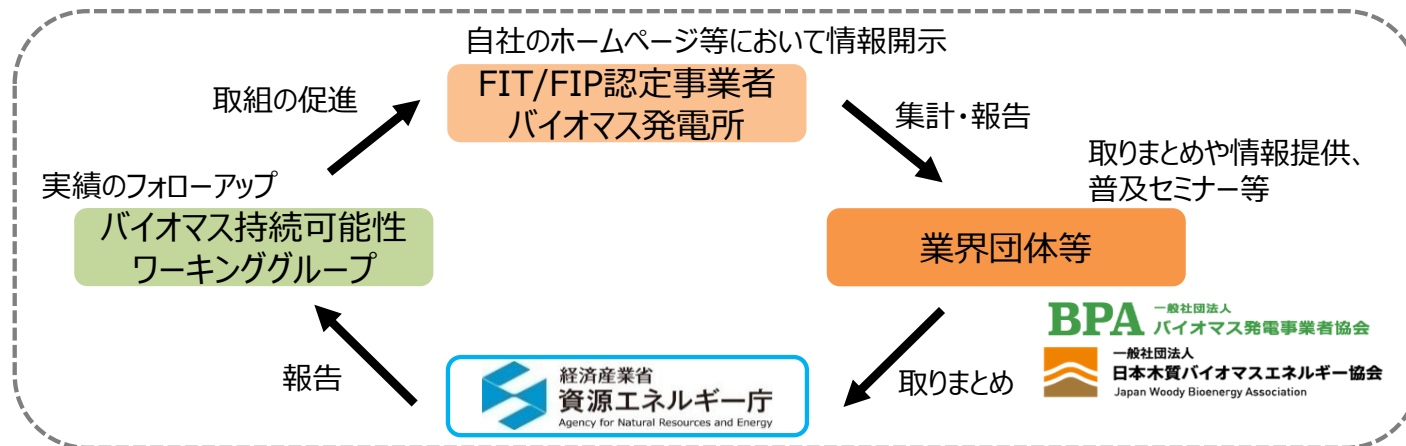 自社のホームページ等において情報開示
FIT/FIP認定事業者
バイオマス発電所
取組の促進
集計・報告
取りまとめや情報提供、
普及セミナー等
実績のフォローアップ
バイオマス持続可能性
ワーキンググループ
業界団体等
BPA
一般社団法人
バイオマス発電事業者協会
一般社団法人
日本木質バイオマスエネルギー協会
Japan Woody Bioenergy Association
取りまとめ
報告
経済産業省
資源エネルギー庁
Agency for Natural Resources and Energy